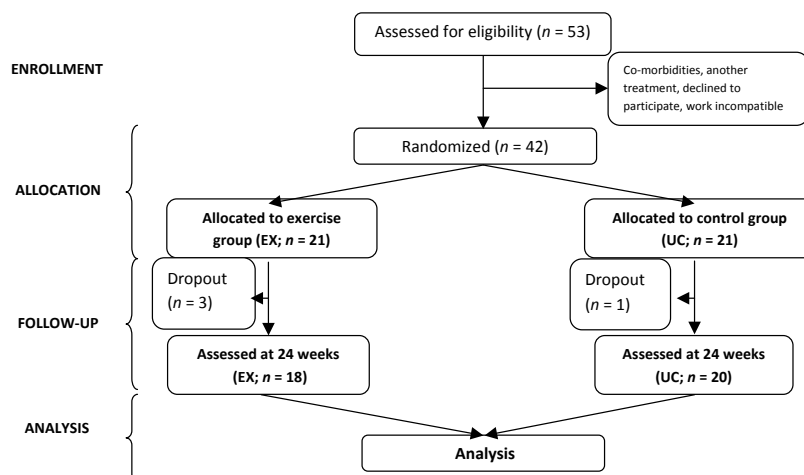 Assessed for eligibility (n = 53)
ENROLLMENT
Co-morbidities, another
treatment, declined to
participate, work incompatible
Randomized (n = 42)
ALLOCATION
Allocated to exercise
group (EX; n = 21)
Allocated to control group
(UC; n = 21)
Dropout
(n = 3)
Dropout
(n = 1)
FOLLOW-UP
Assessed at 24 weeks
(EX; n = 18)
Assessed at 24 weeks
(UC; n = 20)
ANALYSIS
Analysis